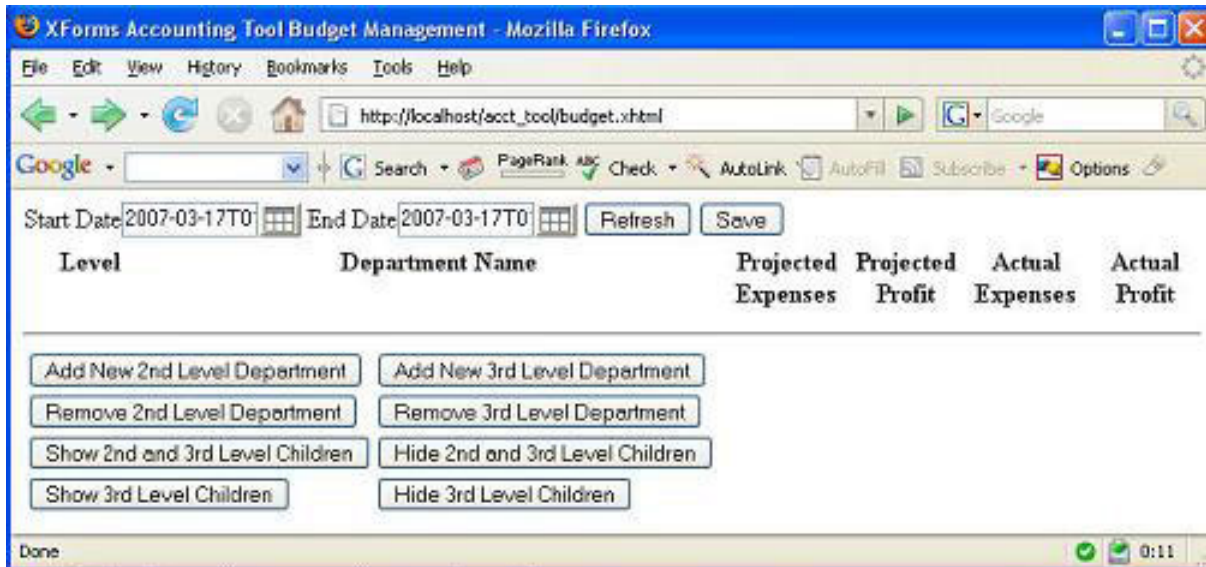 XForms Accounting Tool Budget Management - Mozilla Firefox
File Edit View History Bookmarks Tools Help
http://localhost/acct_tool/budget.xhtml G Google
Google G Search PageRank ABC Check AutoLink AutoFill Subscribe Options
Start Date 2007-03-17T0 End Date 2007-03-17T0 Refresh Save
Level Department Name Projected Projected Actual Actual
Expenses Profit Expenses Profit
Add New 2nd Level Department Add New 3rd Level Department
Remove 2nd Level Department Remove 3rd Level Department
Show 2nd and 3rd Level Children Hide 2nd and 3rd Level Children
Show 3rd Level Children Hide 3rd Level Children
Done 0:11